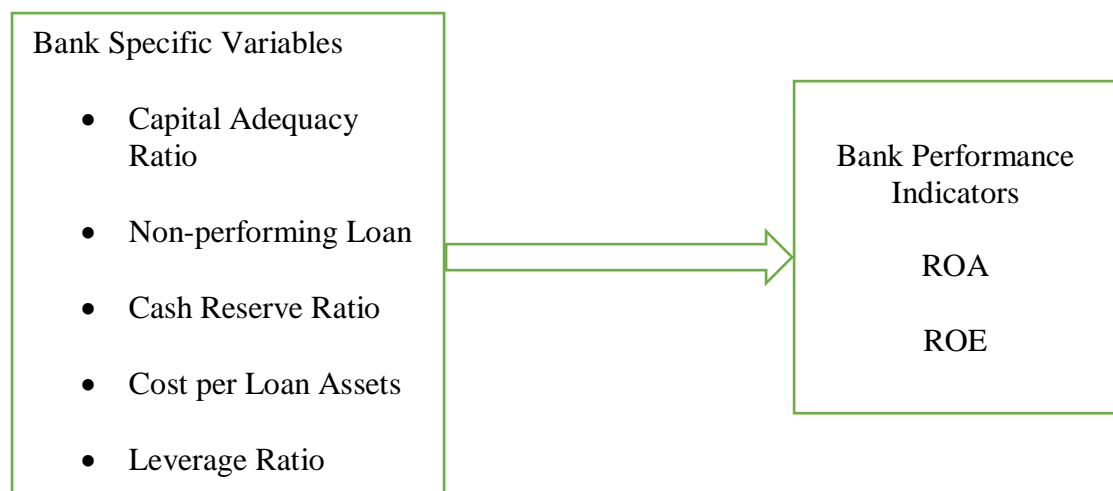 Bank Specific Variables
• Capital Adequacy
Ratio
• Non-performing Loan
• Cash Reserve Ratio
• Cost per Loan Assets
• Leverage Ratio
Bank Performance
Indicators
ROA
ROE